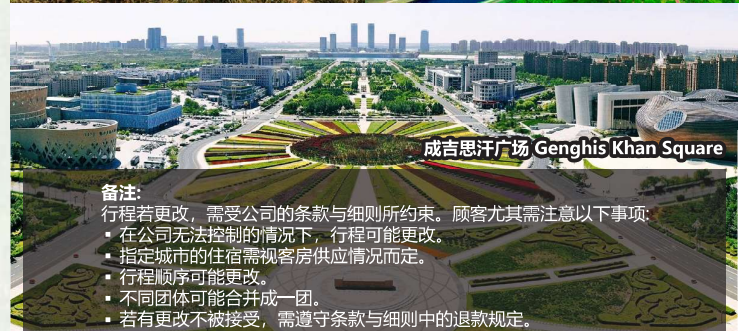 成吉思汗广场 Genghis Khan Square
备注:
行程若更改，需受公司的条款与细则所约束。顾客尤其需注意以下事项:
▪ 在公司无法控制的情况下，行程可能更改。
▪ 指定城市的住宿需视客房供应情况而定。
▪ 行程顺序可能更改。
▪ 不同团体可能合并成一团。
▪ 若有更改不被接受，需遵守条款与细则中的退款规定。